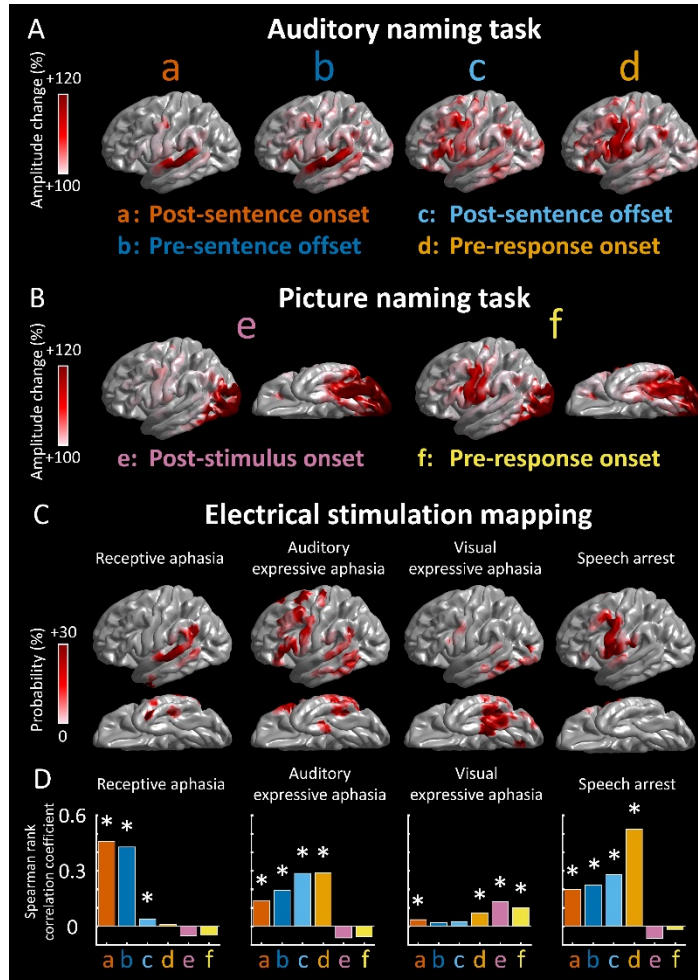 A Auditory naming task
Amplitude change (%)
+120
+100
a b c d
a: Post-sentence onset c: Post-sentence offset
b: Pre-sentence offset d: Pre-response onset
B Picture naming task
Amplitude change (%)
+120
+100
e f
e: Post-stimulus onset f: Pre-response onset
C Electrical stimulation mapping
Receptive aphasia Auditory expressive aphasia Visual expressive aphasia Speech arrest
Probability (%)
+30
0
D Receptive aphasia Auditory expressive aphasia Visual expressive aphasia Speech arrest
Spearman rank correlation coefficient
0.6
0.3
0
* * *
* * * *
* * * *
* * * *
a b c d e f a b c d e f a b c d e f a b c d e f